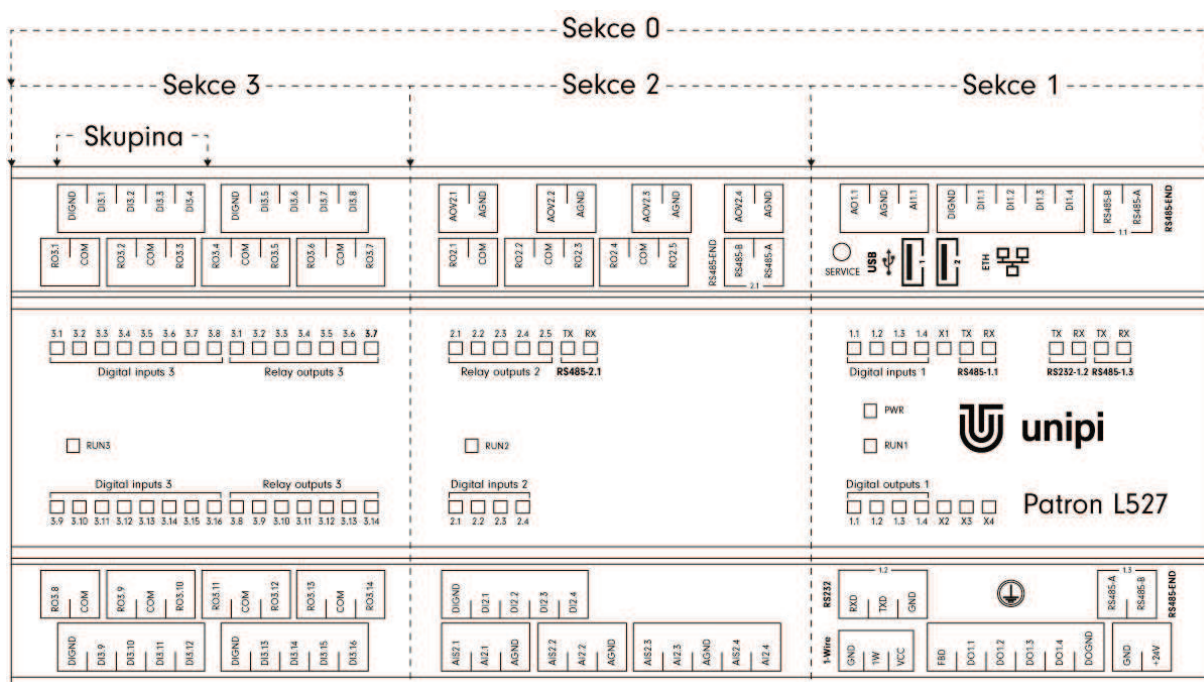 Sekce 0
Sekce 3 Sekce 2 Sekce 1
Skupina
DIGND DI3.1 DI3.2 DI3.3 DI3.4 DIGND DI3.5 DI3.6 DI3.7 DI3.8 AOV2.1 AGND AOV2.2 AGND AOV2.3 AGND AOV2.4 AGND AO1.1 AGND AI1.1 DIGND DI1.1 DI1.2 DI1.3 DI1.4 RS485-B RS485-A 1.1 RS485-END
RO3.1 COM RO3.2 COM RO3.3 RO3.4 COM RO3.5 RO3.6 COM RO3.7 RO2.1 COM RO2.2 COM RO2.3 RO2.4 COM RO2.5 RS485-END RS485-B RS485-A 2.1 SERVICE USB 1 2 ETH
3.1 3.2 3.3 3.4 3.5 3.6 3.7 3.8 3.1 3.2 3.3 3.4 3.5 3.6 3.7 2.1 2.2 2.3 2.4 2.5 TX RX 1.1 1.2 1.3 1.4 X1 TX RX TX RX TX RX
Digital inputs 3 Relay outputs 3 Relay outputs 2 RS485-2.1 Digital inputs 1 RS485-1.1 RS232-1.2 RS485-1.3
PWR
unipi
RUN3 RUN2 RUN1
Digital inputs 3 Relay outputs 3 Digital inputs 2 Digital outputs 1
Patron L527
3.9 3.10 3.11 3.12 3.13 3.14 3.15 3.16 3.8 3.9 3.10 3.11 3.12 3.13 3.14 2.1 2.2 2.3 2.4 1.1 1.2 1.3 1.4 X2 X3 X4
RO3.8 COM RO3.9 COM RO3.10 RO3.11 COM RO3.12 RO3.13 COM RO3.14 DIGND DI2.1 DI2.2 DI2.3 DI2.4 RS232 1.2 RXD TXD GND 1.3 RS485-A RS485-B RS485-END
DIGND DI3.9 DI3.10 DI3.11 DI3.12 DIGND DI3.13 DI3.14 DI3.15 DI3.16 AIS2.1 AI2.1 AGND AIS2.2 AI2.2 AGND AIS2.3 AI2.3 AGND AIS2.4 AI2.4 1-Wire GND 1W VCC FBD DO1.1 DO1.2 DO1.3 DO1.4 DOGND GND +24V